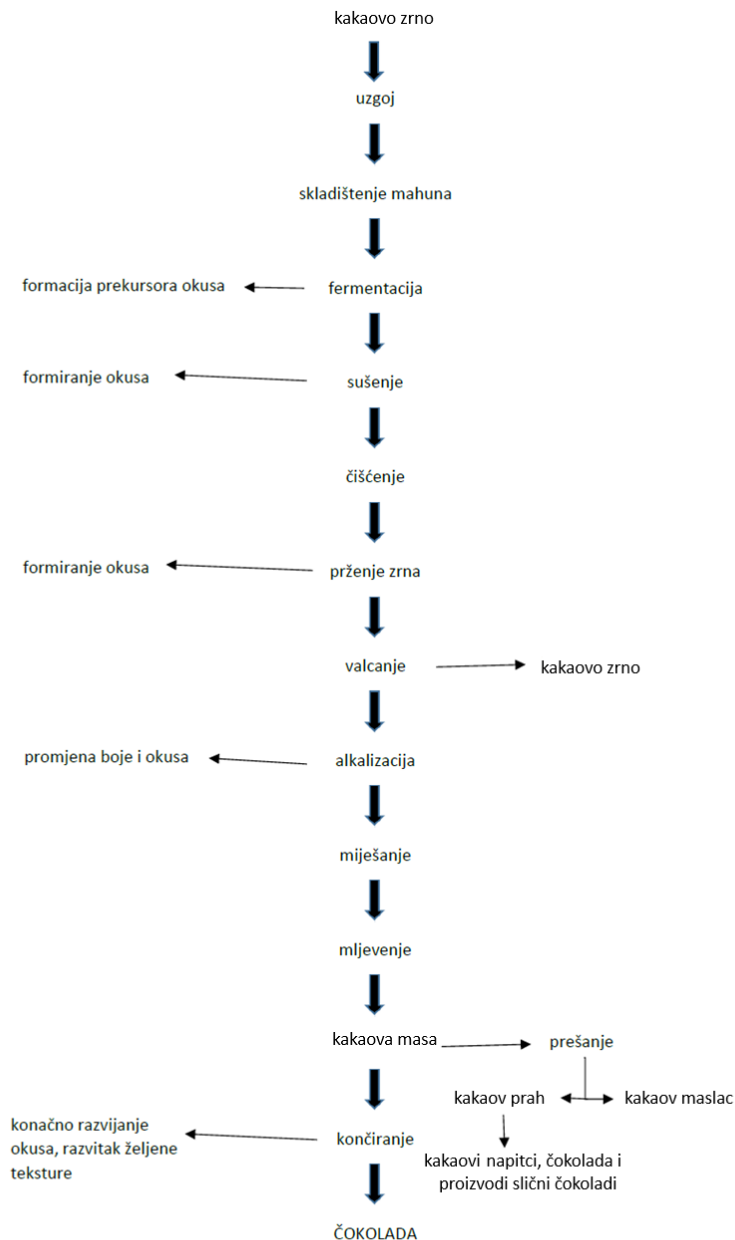 kakaovo zrno
uzgoj
skladištenje mahuna
formacija prekursora okusa
fermentacija
formiranje okusa
sušenje
čišćenje
formiranje okusa
prženje zrna
valcanje
kakaovo zrno
promjena boje i okusa
alkalizacija
miješanje
mljevenje
kakaova masa
prešanje
kakaov prah
kakaov maslac
konačno razvijanje
okusa, razvitak željene
teksture
končiranje
kakaovi napitci, čokolada i
proizvodi slični čokoladi
ČOKOLADA